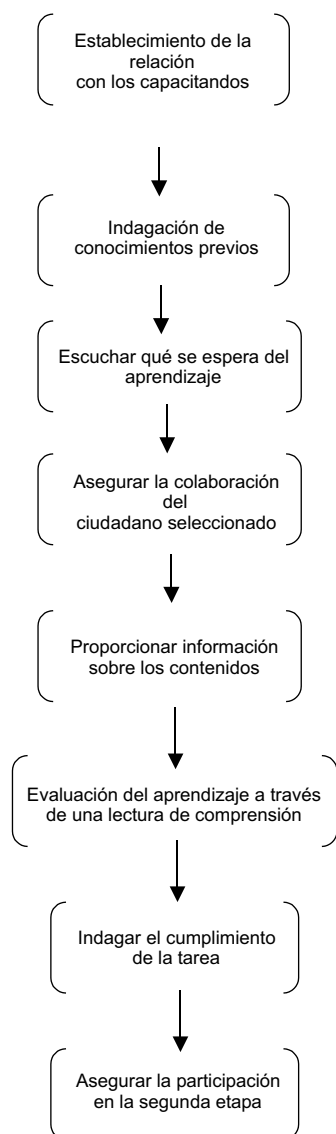 Establecimiento de la
relación
con los capacitandos
Indagación de
conocimientos previos
Escuchar qué se espera del
aprendizaje
Asegurar la colaboración
del
ciudadano seleccionado
Proporcionar información
sobre los contenidos
Evaluación del aprendizaje a través
de una lectura de comprensión
Indagar el cumplimiento
de la tarea
Asegurar la participación
en la segunda etapa